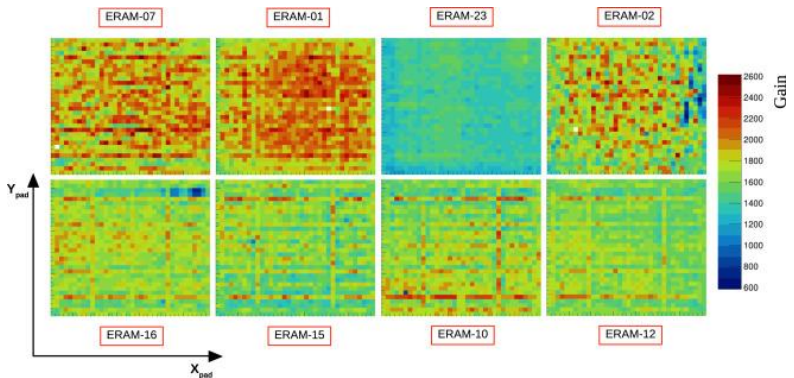 ERAM-07 ERAM-01 ERAM-23 ERAM-02
Gain
2600
2400
2200
2000
1800
1600
1400
1200
1000
800
600
Ypad
ERAM-16 ERAM-15 ERAM-10 ERAM-12
Xpad